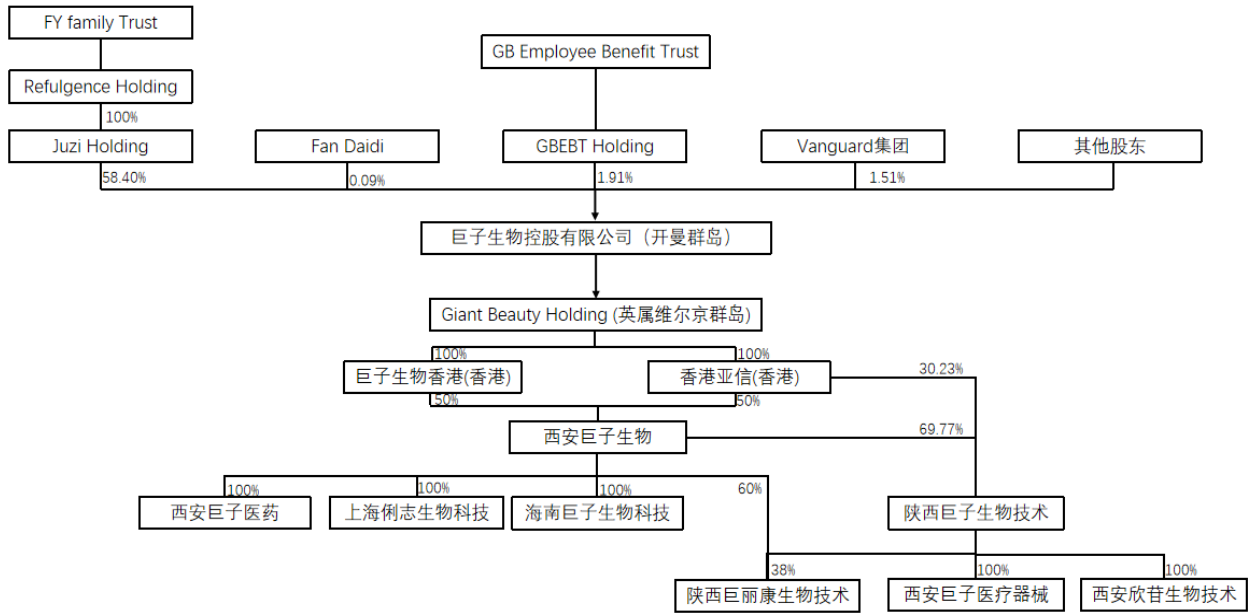 FY family Trust
GB Employee Benefit Trust
Refulgence Holding
100%
Juzi Holding
Fan Daidi
GBEBT Holding
Vanguard集团
其他股东
58.40%
0.09%
1.91%
1.51%
巨子生物控股有限公司（开曼群岛）
Giant Beauty Holding (英属维尔京群岛)
100%
100%
巨子生物香港(香港)
香港亚信(香港)
30.23%
50%
50%
西安巨子生物
69.77%
100%
100%
100%
60%
西安巨子医药
上海俐志生物科技
海南巨子生物科技
陕西巨子生物技术
38%
100%
100%
陕西巨丽康生物技术
西安巨子医疗器械
西安欣苷生物技术